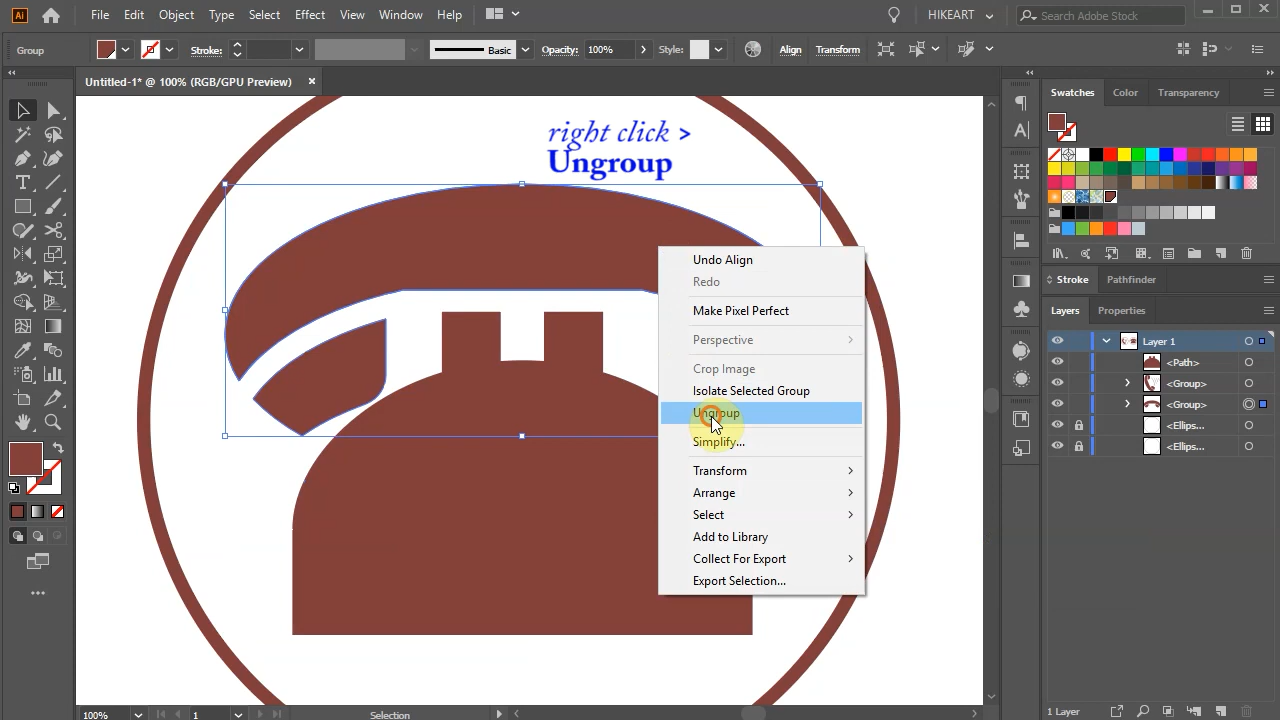 Ai
File Edit Object Type Select Effect View Window Help
HIKEART
Search Adobe Stock
Group
Stroke:
Basic
Opacity: 100%
Style:
Align
Transform
Untitled-1* @ 100% (RGB/GPU Preview)
right click >
Ungroup
Undo Align
Redo
Make Pixel Perfect
Perspective
Crop Image
Isolate Selected Group
Ungroup
Simplify...
Transform
Arrange
Select
Add to Library
Collect For Export
Export Selection...
Swatches Color Transparency
Stroke Pathfinder
Layers Properties
Layer 1
<Path>
<Group>
<Group>
<Ellips...
<Ellips...
1 Layer
100%
1
Selection